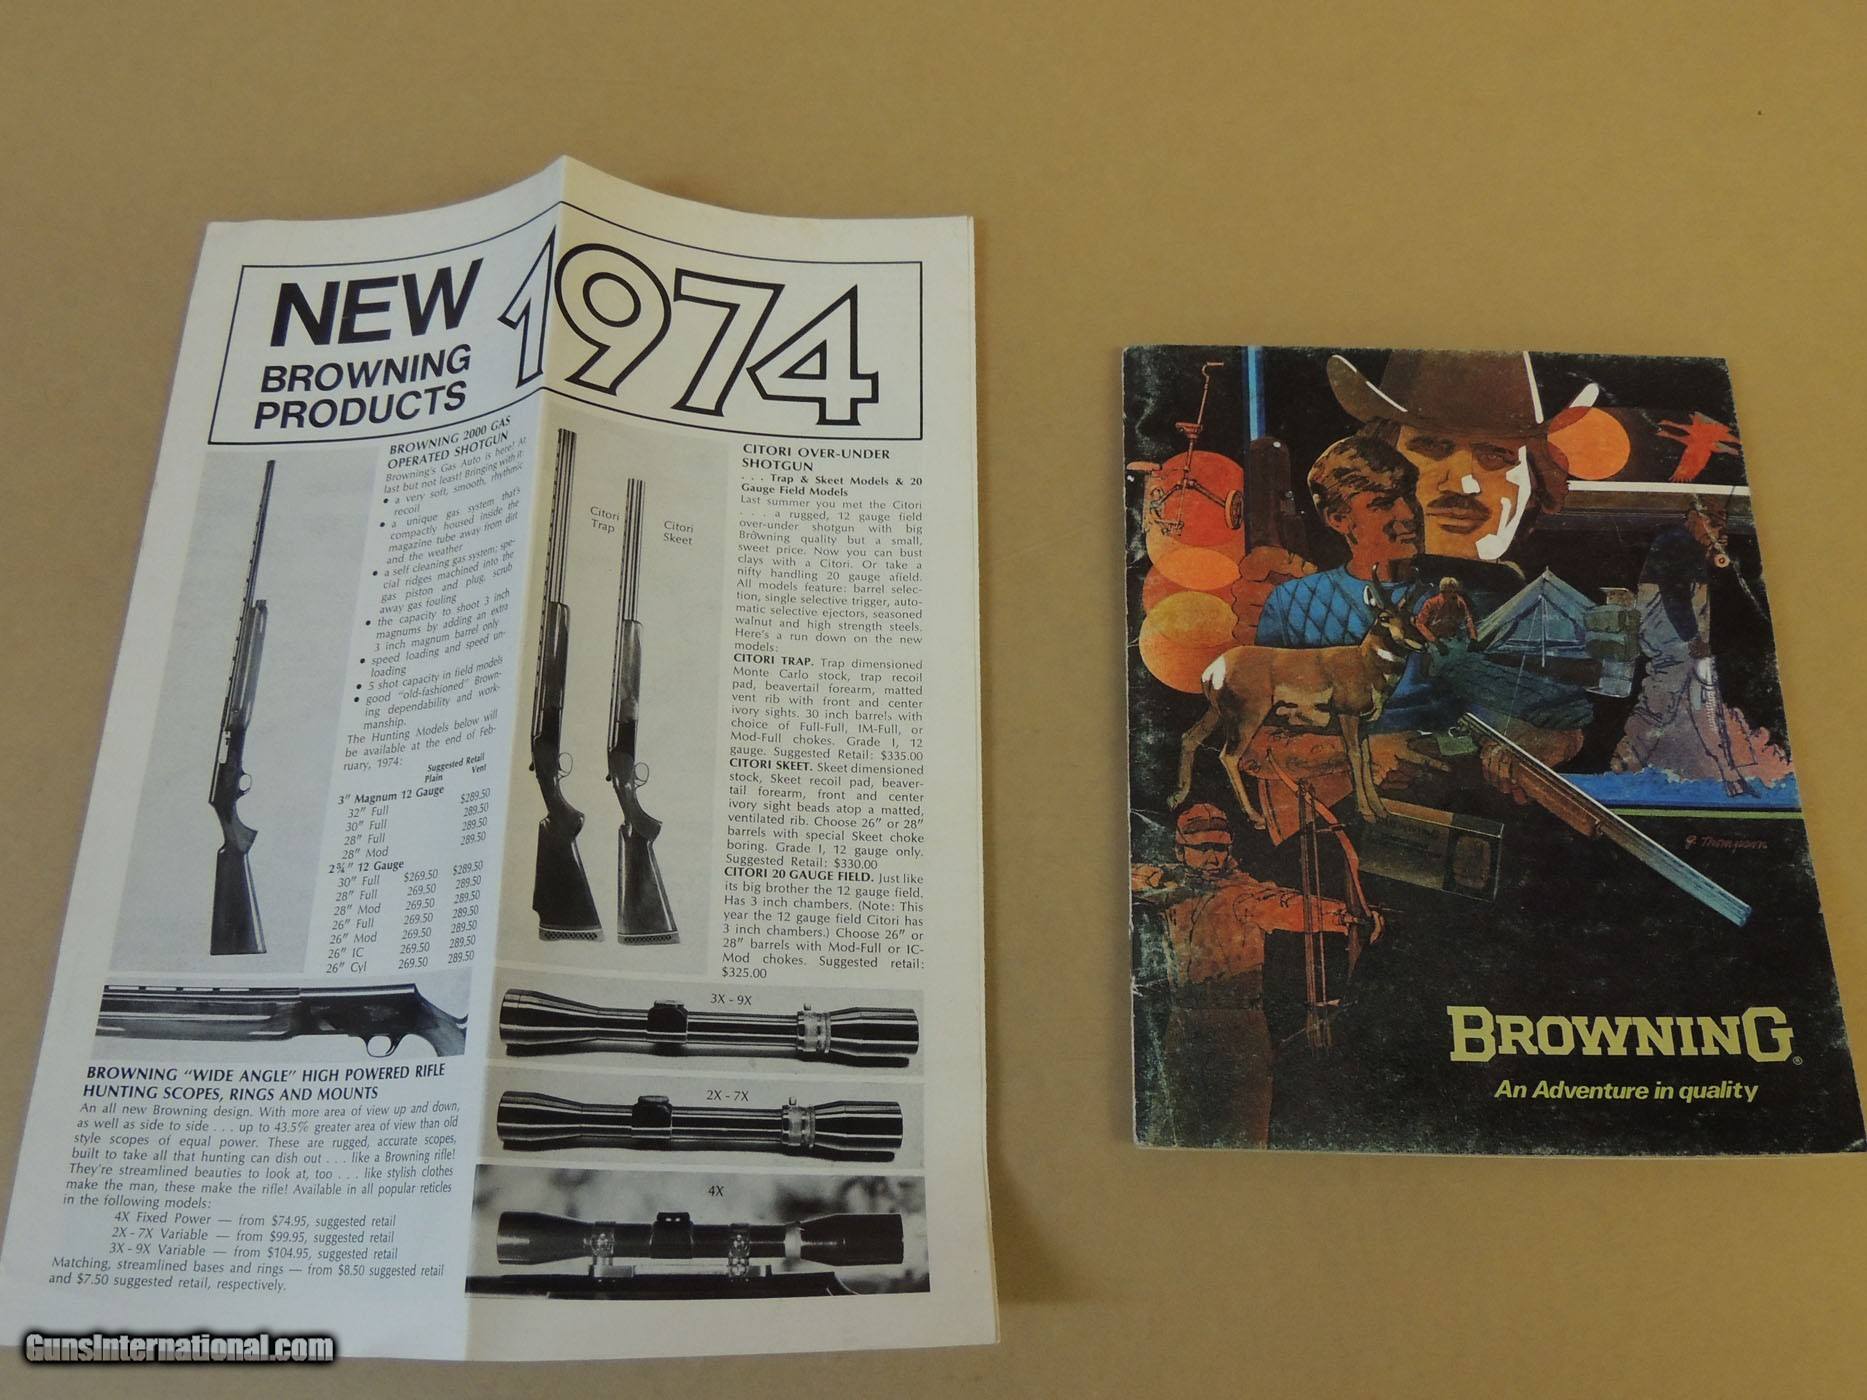 NEW 1974
BROWNING
PRODUCTS
BROWNING 2000 GAS
OPERATED SHOTGUN
Browning's Gas Auto is here! At
last but not least! Bringing with it:
• a very soft, smooth, rhythmic
recoil
• a unique gas system that's
compactly housed inside the
magazine tube away from dirt
and the weather
• a self cleaning gas system; spe-
cial ridges machined into the
gas piston and plug, scrub
away gas fouling
• the capacity to shoot 3 inch
magnums by adding an extra
3 inch magnum barrel only
• speed loading and speed un-
loading
• 5 shot capacity in field models
• good "old-fashioned" Brown-
ing dependability and work-
manship.
The Hunting Models below will
be available at the end of Feb-
ruary, 1974:
Suggested Retail
Plain Vent
3" Magnum 12 Gauge
32" Full $289.50
30" Full 289.50
28" Full 289.50
28" Mod 289.50
2¾" 12 Gauge
30" Full $269.50 $289.50
28" Full 269.50 289.50
28" Mod 269.50 289.50
26" Full 269.50 289.50
26" Mod 269.50 289.50
26" IC 269.50 289.50
26" Cyl 269.50 289.50
BROWNING "WIDE ANGLE" HIGH POWERED RIFLE
HUNTING SCOPES, RINGS AND MOUNTS
An all new Browning design. With more area of view up and down,
as well as side to side . . . up to 43.5% greater area of view than old
style scopes of equal power. These are rugged, accurate scopes,
built to take all that hunting can dish out . . . like a Browning rifle!
They're streamlined beauties to look at, too . . . like stylish clothes
make the man, these make the rifle! Available in all popular reticles
in the following models:
4X Fixed Power — from $74.95, suggested retail
2X - 7X Variable — from $99.95, suggested retail
3X - 9X Variable — from $104.95, suggested retail
Matching, streamlined bases and rings — from $8.50 suggested retail
and $7.50 suggested retail, respectively.
Citori
Trap
Citori
Skeet
CITORI OVER-UNDER
SHOTGUN
. . . Trap & Skeet Models & 20
Gauge Field Models
Last summer you met the Citori
. . . a rugged, 12 gauge field
over-under shotgun with big
Browning quality but a small,
sweet price. Now you can bust
clays with a Citori. Or take a
nifty handling 20 gauge afield.
All models feature: barrel selec-
tion, single selective trigger, auto-
matic selective ejectors, seasoned
walnut and high strength steels.
Here's a run down on the new
models:
CITORI TRAP. Trap dimensioned
Monte Carlo stock, trap recoil
pad, beavertail forearm, matted
vent rib with front and center
ivory sights. 30 inch barrels with
choice of Full-Full, IM-Full, or
Mod-Full chokes. Grade I, 12
gauge. Suggested Retail: $335.00
CITORI SKEET. Skeet dimensioned
stock, Skeet recoil pad, beaver-
tail forearm, front and center
ivory sight beads atop a matted,
ventilated rib. Choose 26" or 28"
barrels with special Skeet choke
boring. Grade I, 12 gauge only.
Suggested Retail: $330.00
CITORI 20 GAUGE FIELD. Just like
its big brother the 12 gauge field.
Has 3 inch chambers. (Note: This
year the 12 gauge field Citori has
3 inch chambers.) Choose 26" or
28" barrels with Mod-Full or IC-
Mod chokes. Suggested retail:
$325.00
3X - 9X
2X - 7X
4X
G. Thompson
BROWNING®
An Adventure in quality
GunsInternational.com